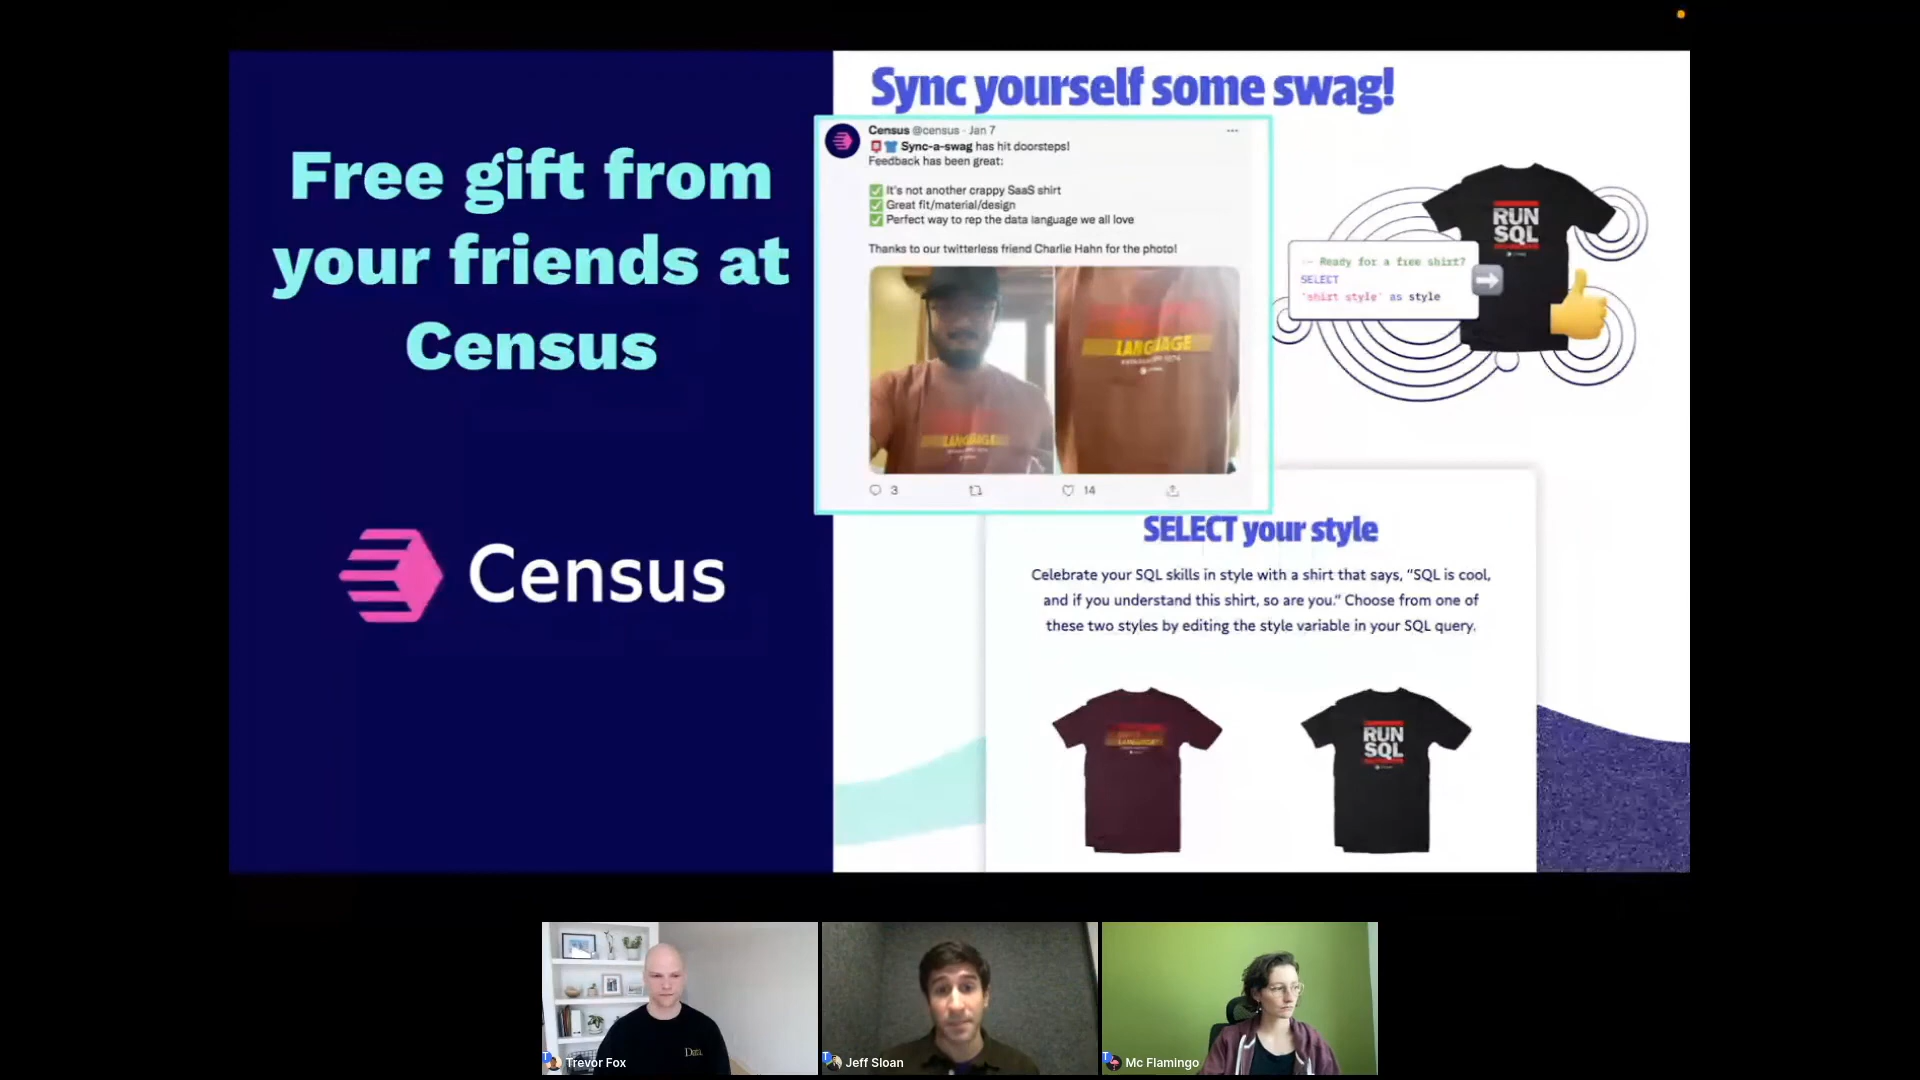 Free gift from
your friends at
Census
Census
Sync yourself some swag!
Census @census · Jan 7
Sync-a-swag has hit doorsteps!
Feedback has been great:
It's not another crappy SaaS shirt
Great fit/material/design
Perfect way to rep the data language we all love
Thanks to our twitterless friend Charlie Hahn for the photo!
LANGUAGE
LANGUAGE
3
14
RUN
SQL
-- Ready for a free shirt?
SELECT
'shirt style' as style
SELECT your style
Celebrate your SQL skills in style with a shirt that says, "SQL is cool,
and if you understand this shirt, so are you." Choose from one of
these two styles by editing the style variable in your SQL query.
LANGUAGE
RUN
SQL
Data
Trevor Fox
Jeff Sloan
Mc Flamingo